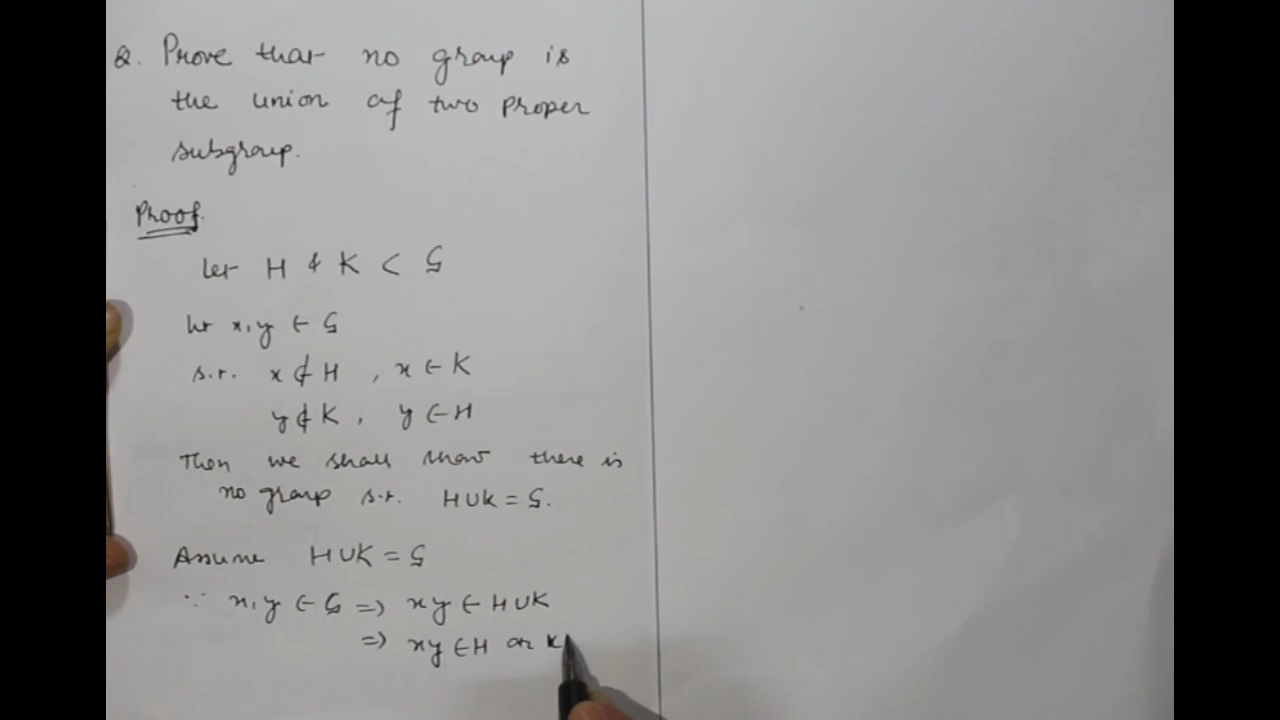 Q. Prove that no group is
the union of two proper
subgroup.
Proof.
Let H & K < G
let x, y ∈ G
s.t. x ∉ H , x ∈ K
y ∉ K , y ∈ H
Then we shall show there is
no group s.t. H∪K = G.
Assume H∪K = G
∵ x, y ∈ G => xy ∈ H∪K
=> xy ∈ H or K